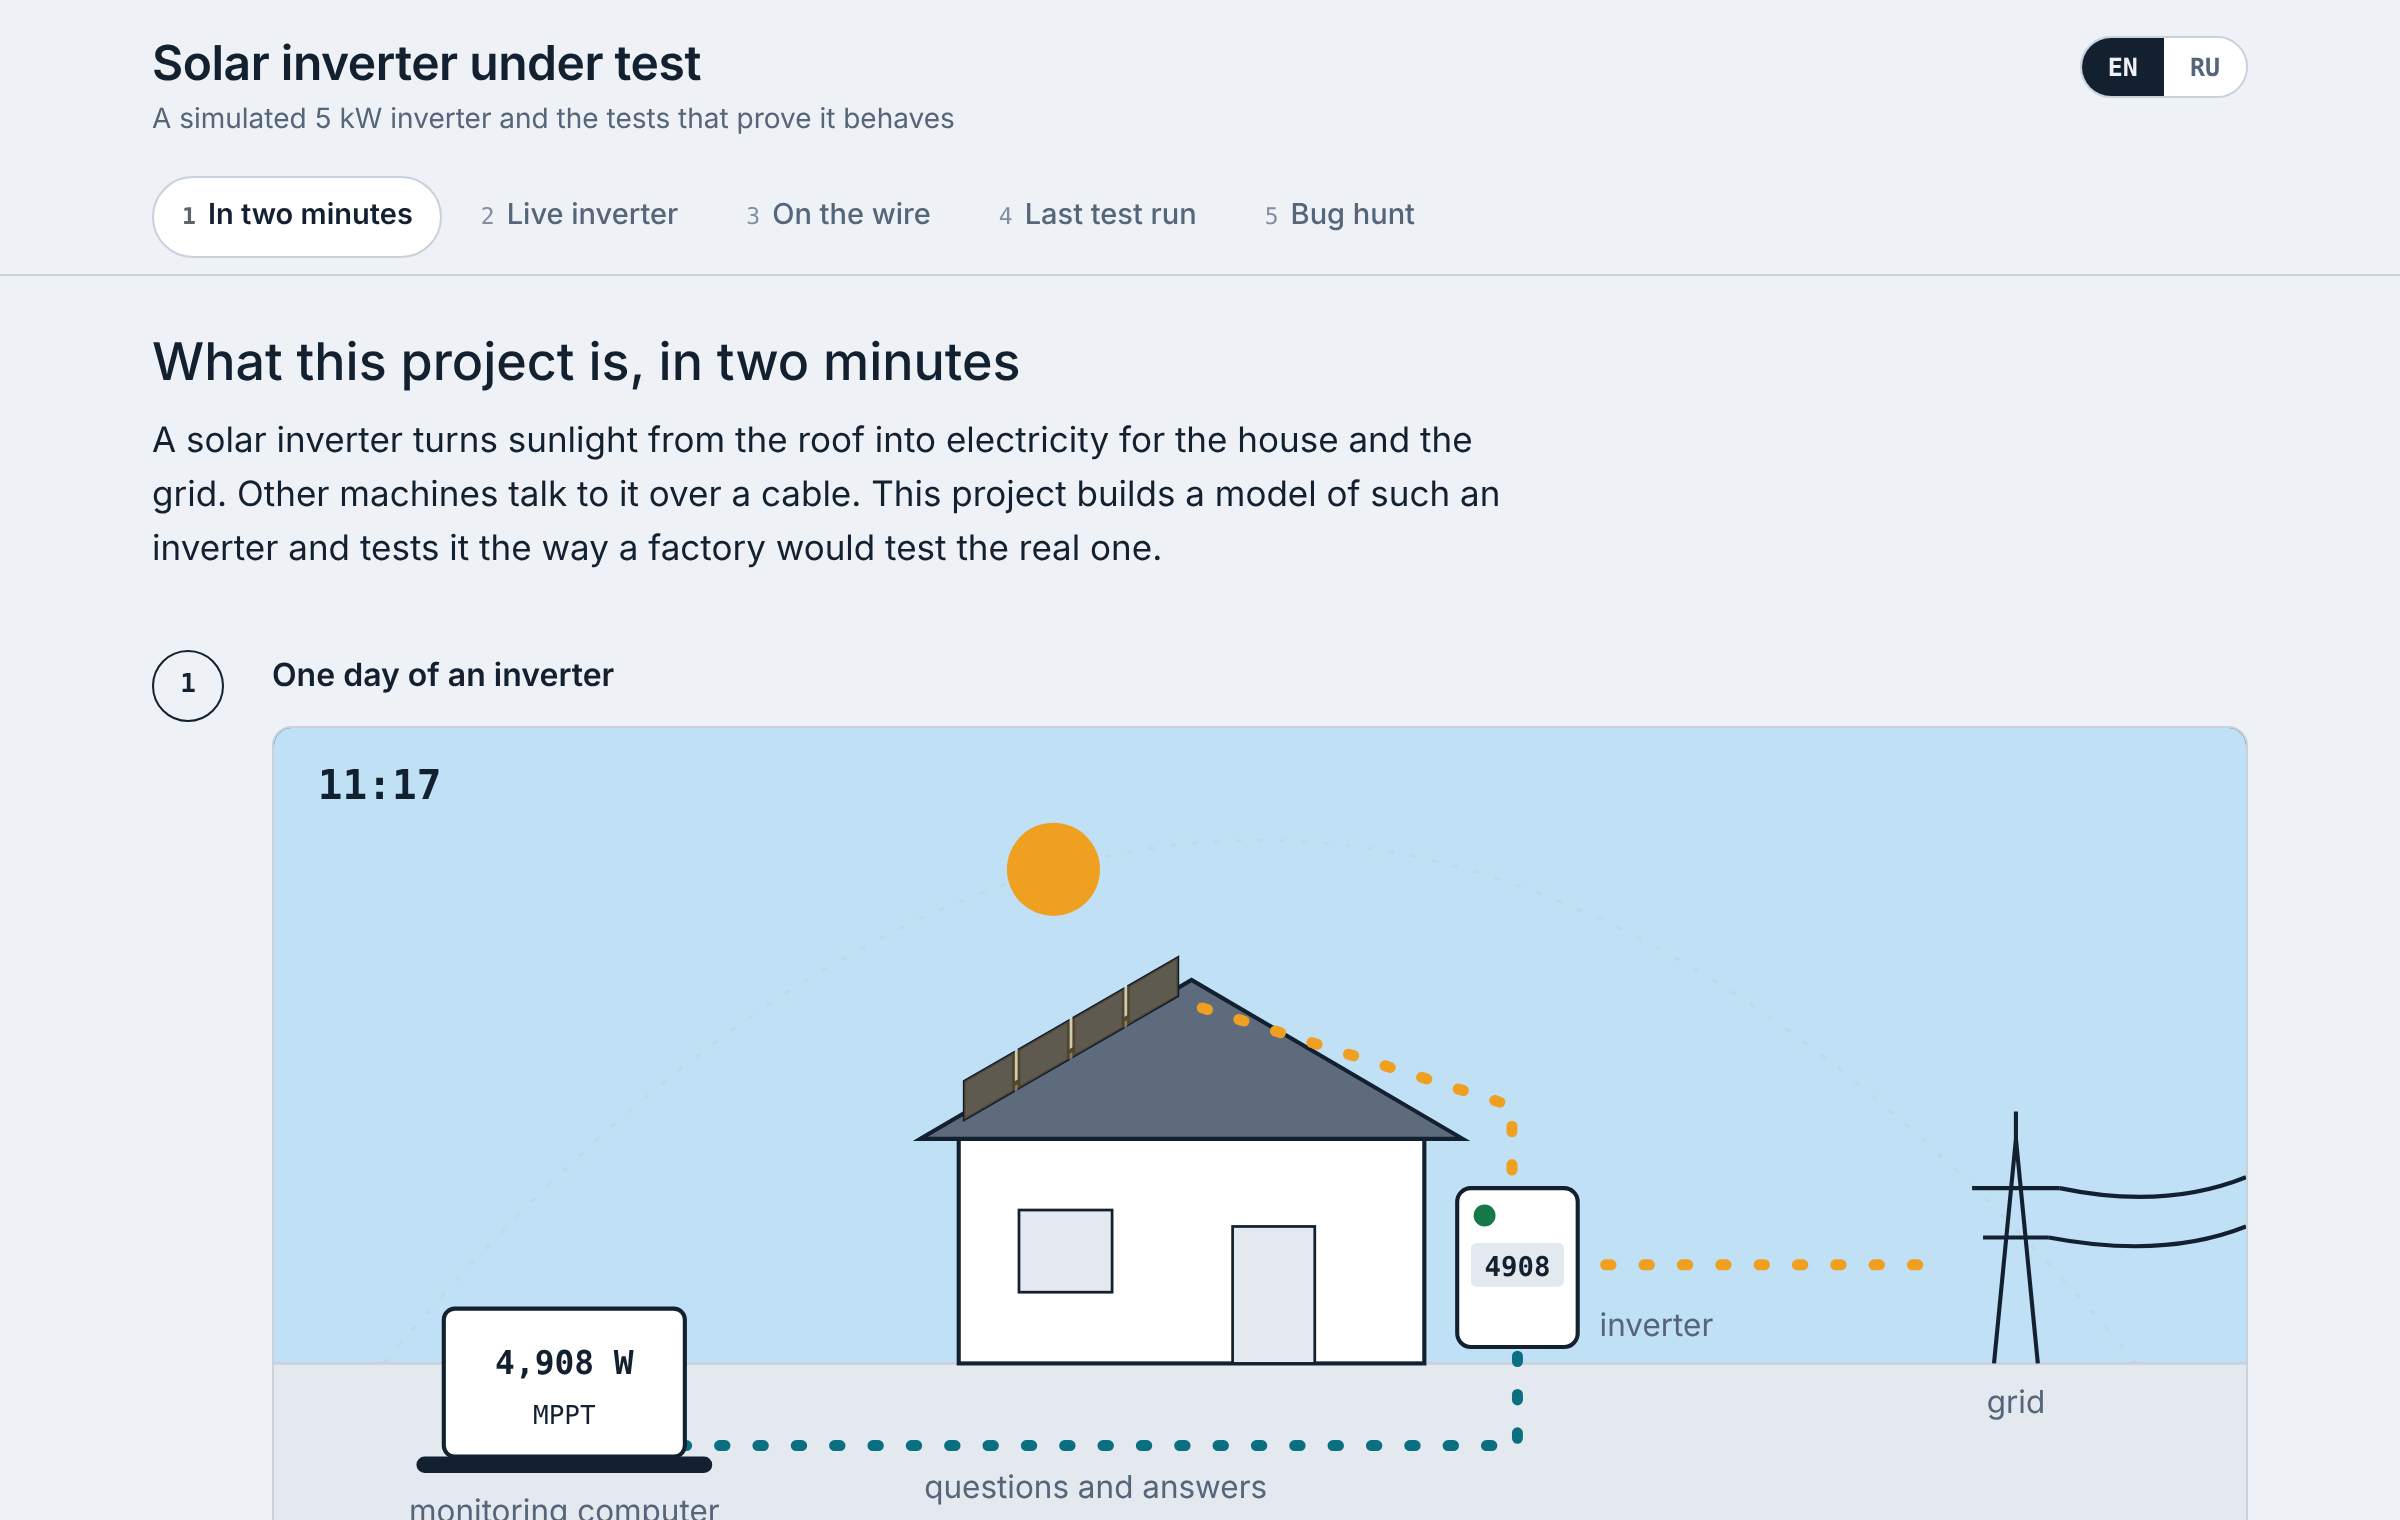 Solar inverter under test
EN RU
A simulated 5 kW inverter and the tests that prove it behaves
1 In two minutes 2 Live inverter 3 On the wire 4 Last test run 5 Bug hunt
What this project is, in two minutes
A solar inverter turns sunlight from the roof into electricity for the house and the
grid. Other machines talk to it over a cable. This project builds a model of such an
inverter and tests it the way a factory would test the real one.
1 One day of an inverter
11:17
4908
inverter
4,908 W
MPPT
grid
questions and answers
monitoring computer